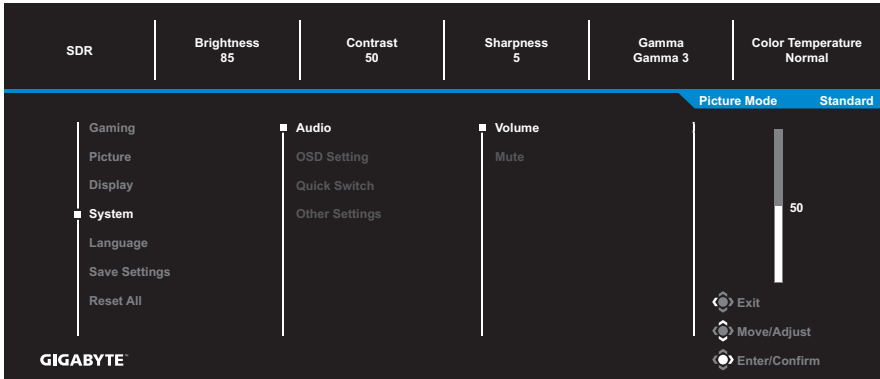 SDR
Brightness
85
Contrast
50
Sharpness
5
Gamma
Gamma 3
Color Temperature
Normal
Picture Mode Standard
Gaming
Picture
Display
System
Language
Save Settings
Reset All
Audio
OSD Setting
Quick Switch
Other Settings
Volume
Mute
50
Exit
Move/Adjust
Enter/Confirm
GIGABYTE™